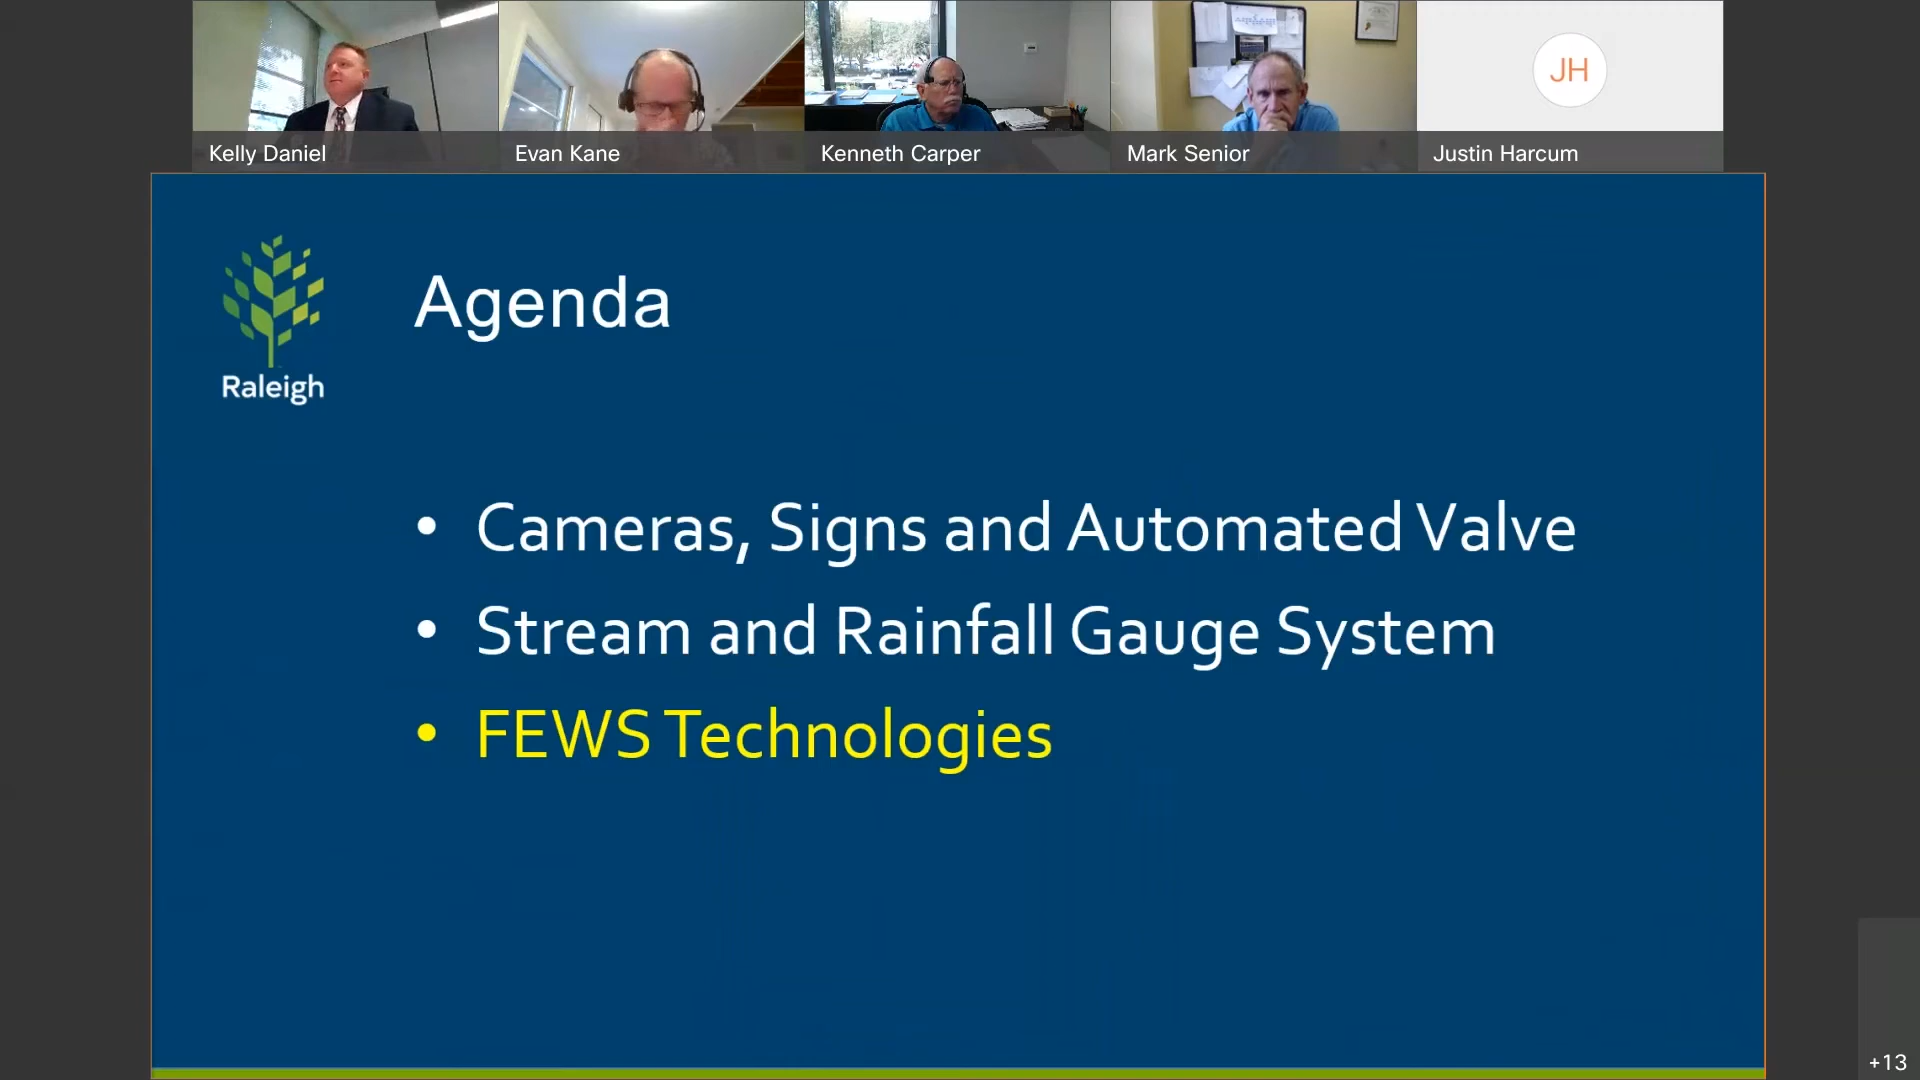 Kelly Daniel
Evan Kane
Kenneth Carper
Mark Senior
JH
Justin Harcum
Raleigh
Agenda
• Cameras, Signs and Automated Valve
• Stream and Rainfall Gauge System
• FEWS Technologies
+13